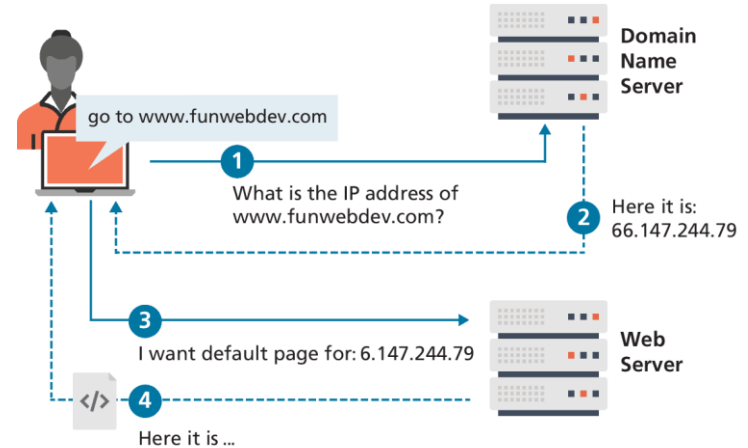 go to www.funwebdev.com
Domain
Name
Server
1
What is the IP address of
www.funwebdev.com?
2
Here it is:
66.147.244.79
3
I want default page for: 6.147.244.79
Web
Server
</>
4
Here it is ...